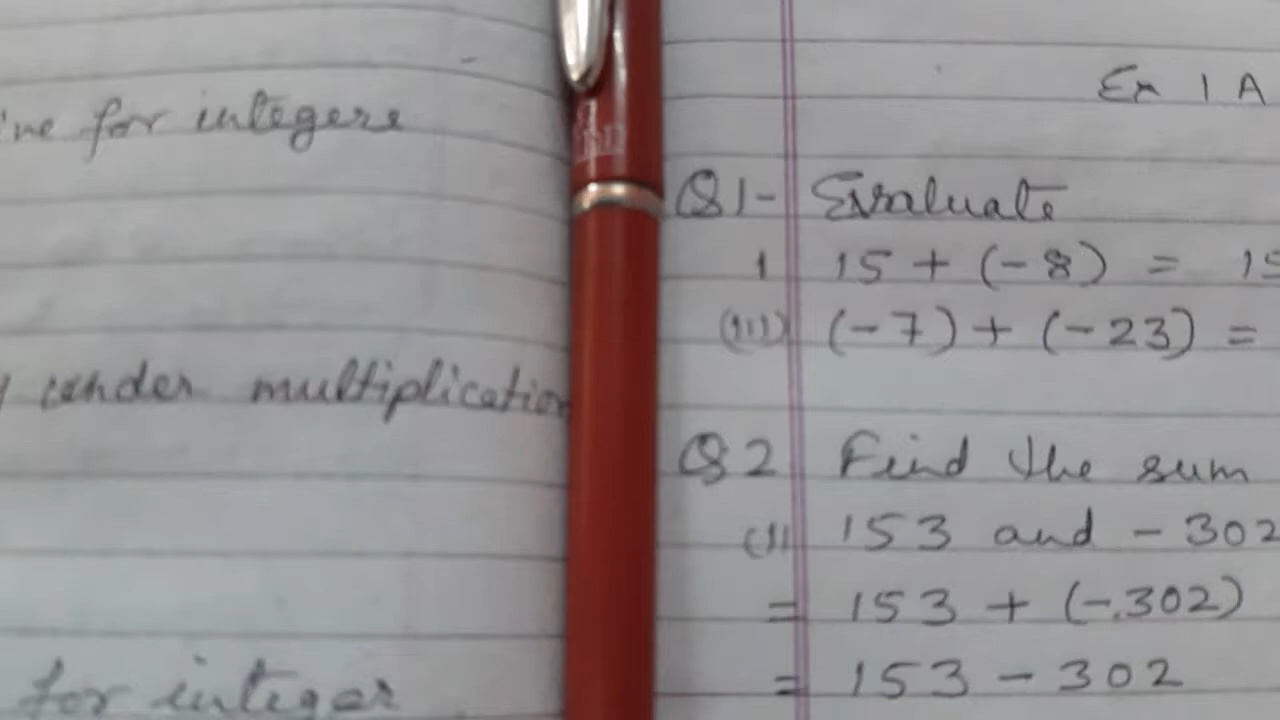 for integers
under multiplication
for integer
Ex 1 A
Q1- Evaluate
1 15 + (-8) = 15
(iii) (-7) + (-23) =
Q2 Find the sum
(i) 153 and - 302
= 153 + (-302)
= 153 - 302